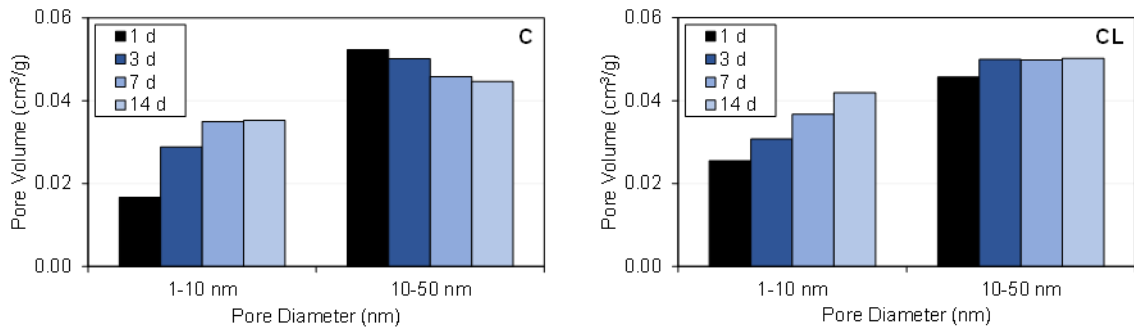 Pore Volume (cm³/g)
0.06
0.04
0.02
0.00
1 d
3 d
7 d
14 d
C
1-10 nm
10-50 nm
Pore Diameter (nm)
Pore Volume (cm³/g)
0.06
0.04
0.02
0.00
1 d
3 d
7 d
14 d
CL
1-10 nm
10-50 nm
Pore Diameter (nm)